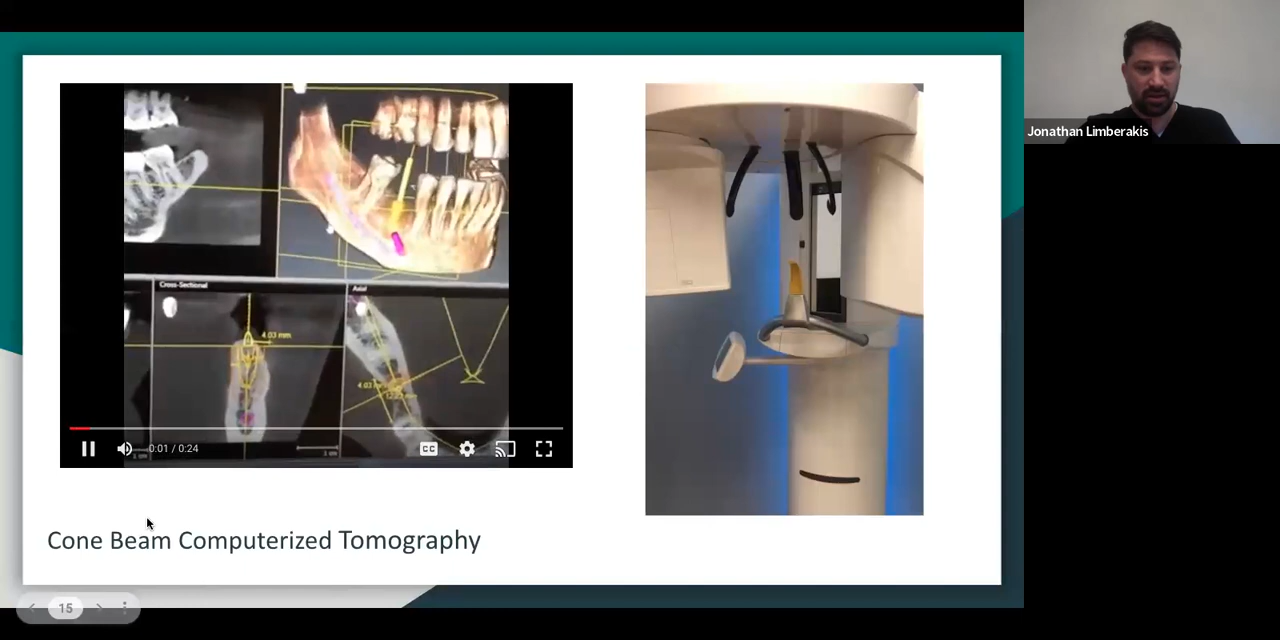 Jonathan Limberakis
Cross-Sectional
Axial
4.03 mm
0:01 / 0:24
CC
Cone Beam Computerized Tomography
15